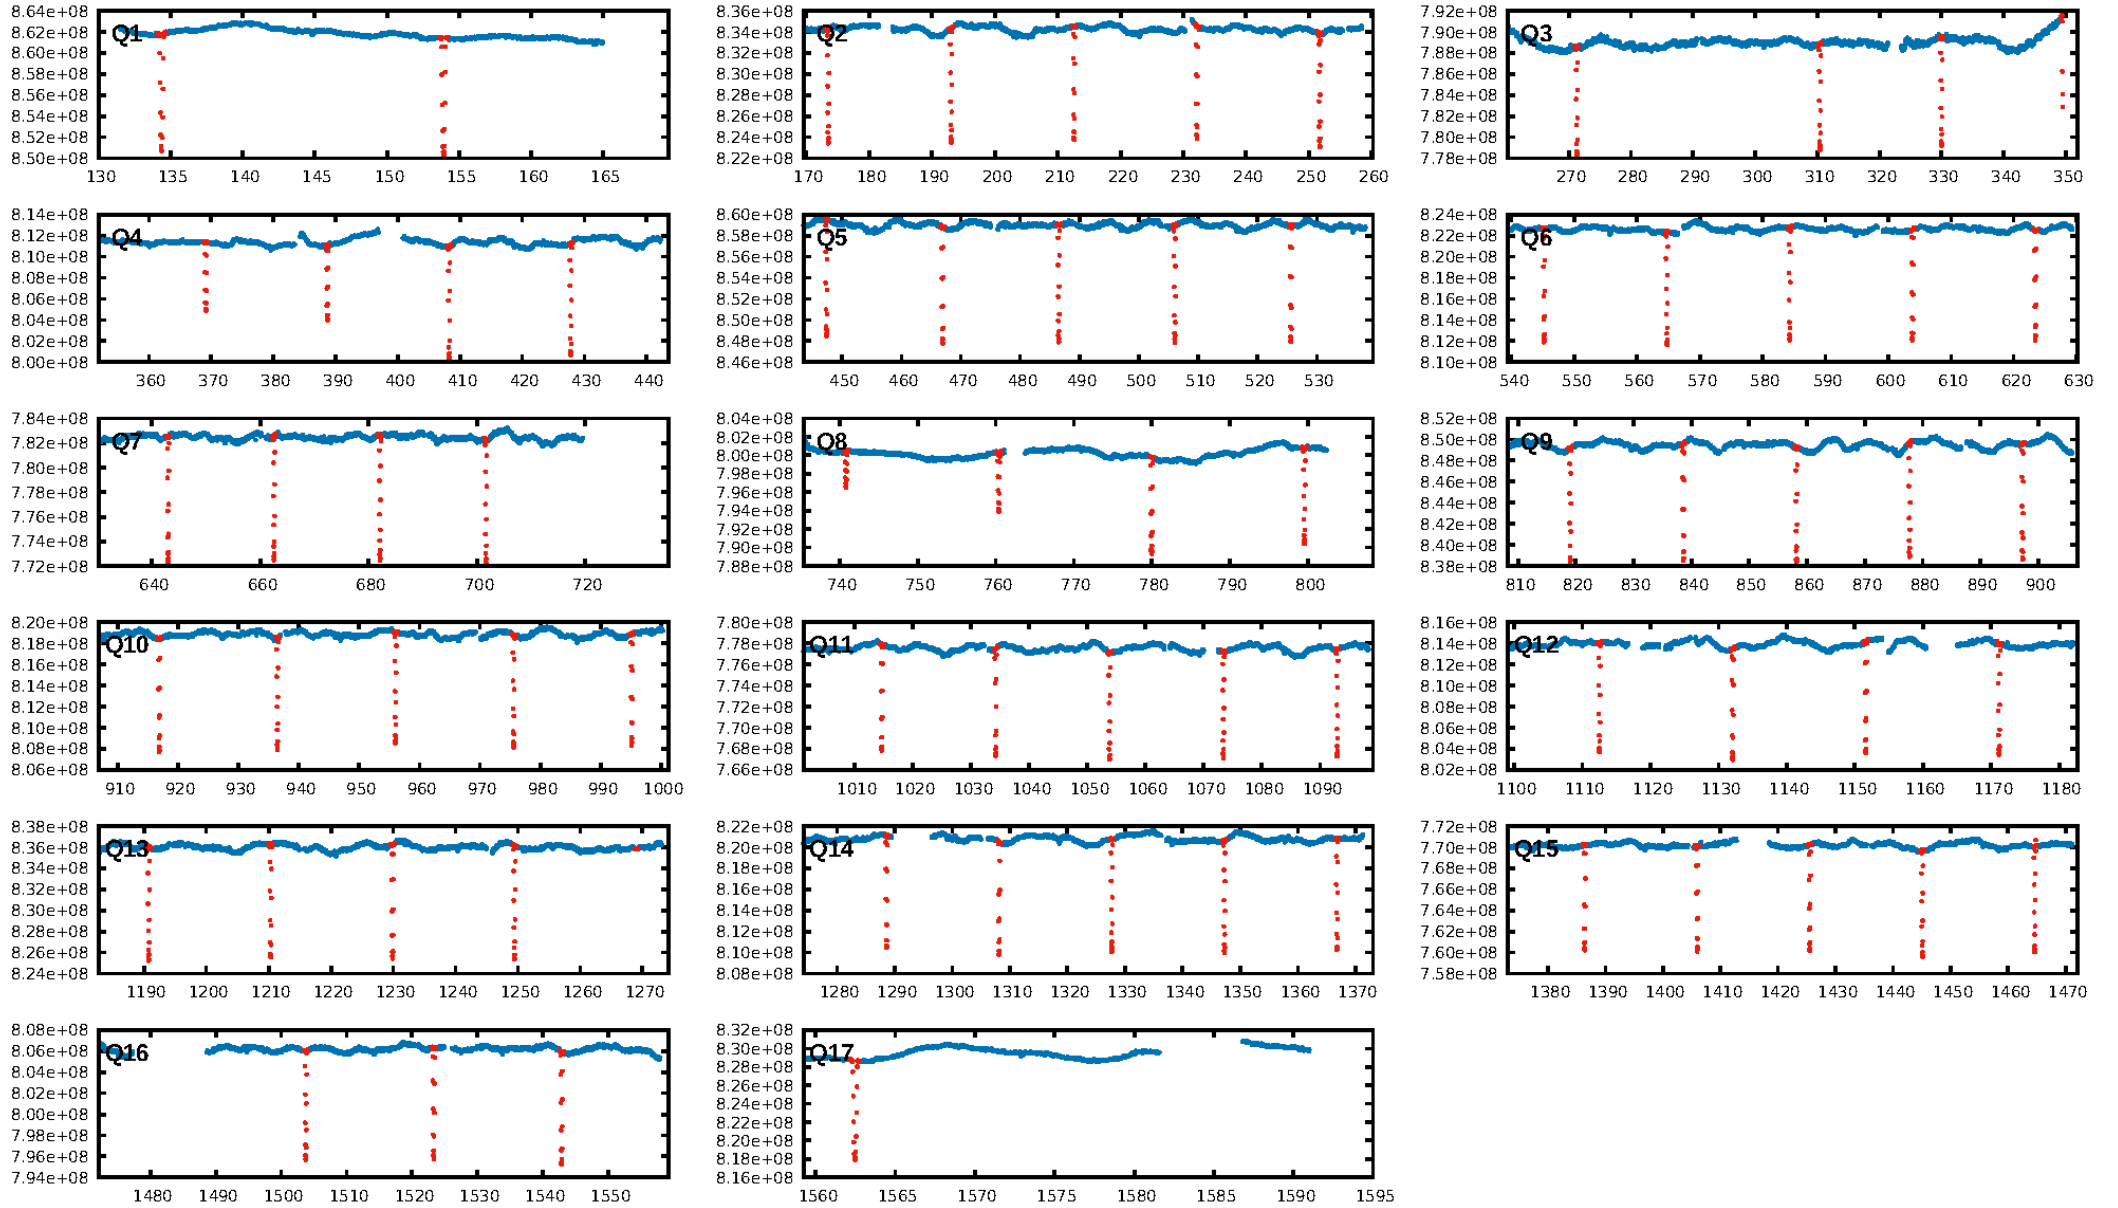 8.64e+08
8.62e+08
8.60e+08
8.58e+08
8.56e+08
8.54e+08
8.52e+08
8.50e+08
Q1
130 135 140 145 150 155 160 165
8.36e+08
8.34e+08
8.32e+08
8.30e+08
8.28e+08
8.26e+08
8.24e+08
8.22e+08
Q2
170 180 190 200 210 220 230 240 250 260
7.92e+08
7.90e+08
7.88e+08
7.86e+08
7.84e+08
7.82e+08
7.80e+08
7.78e+08
Q3
270 280 290 300 310 320 330 340 350
8.14e+08
8.12e+08
8.10e+08
8.08e+08
8.06e+08
8.04e+08
8.02e+08
8.00e+08
Q4
360 370 380 390 400 410 420 430 440
8.60e+08
8.58e+08
8.56e+08
8.54e+08
8.52e+08
8.50e+08
8.48e+08
8.46e+08
Q5
450 460 470 480 490 500 510 520 530
8.24e+08
8.22e+08
8.20e+08
8.18e+08
8.16e+08
8.14e+08
8.12e+08
8.10e+08
Q6
540 550 560 570 580 590 600 610 620 630
7.84e+08
7.82e+08
7.80e+08
7.78e+08
7.76e+08
7.74e+08
7.72e+08
Q7
640 660 680 700 720
8.04e+08
8.02e+08
8.00e+08
7.98e+08
7.96e+08
7.94e+08
7.92e+08
7.90e+08
7.88e+08
Q8
740 750 760 770 780 790 800
8.52e+08
8.50e+08
8.48e+08
8.46e+08
8.44e+08
8.42e+08
8.40e+08
8.38e+08
Q9
810 820 830 840 850 860 870 880 890 900
8.20e+08
8.18e+08
8.16e+08
8.14e+08
8.12e+08
8.10e+08
8.08e+08
8.06e+08
Q10
910 920 930 940 950 960 970 980 990 1000
7.80e+08
7.78e+08
7.76e+08
7.74e+08
7.72e+08
7.70e+08
7.68e+08
7.66e+08
Q11
1010 1020 1030 1040 1050 1060 1070 1080 1090
8.16e+08
8.14e+08
8.12e+08
8.10e+08
8.08e+08
8.06e+08
8.04e+08
8.02e+08
Q12
1100 1110 1120 1130 1140 1150 1160 1170 1180
8.38e+08
8.36e+08
8.34e+08
8.32e+08
8.30e+08
8.28e+08
8.26e+08
8.24e+08
Q13
1190 1200 1210 1220 1230 1240 1250 1260 1270
8.22e+08
8.20e+08
8.18e+08
8.16e+08
8.14e+08
8.12e+08
8.10e+08
8.08e+08
Q14
1280 1290 1300 1310 1320 1330 1340 1350 1360 1370
7.72e+08
7.70e+08
7.68e+08
7.66e+08
7.64e+08
7.62e+08
7.60e+08
7.58e+08
Q15
1380 1390 1400 1410 1420 1430 1440 1450 1460 1470
8.08e+08
8.06e+08
8.04e+08
8.02e+08
8.00e+08
7.98e+08
7.96e+08
7.94e+08
Q16
1480 1490 1500 1510 1520 1530 1540 1550
8.32e+08
8.30e+08
8.28e+08
8.26e+08
8.24e+08
8.22e+08
8.20e+08
8.18e+08
8.16e+08
Q17
1560 1565 1570 1575 1580 1585 1590 1595